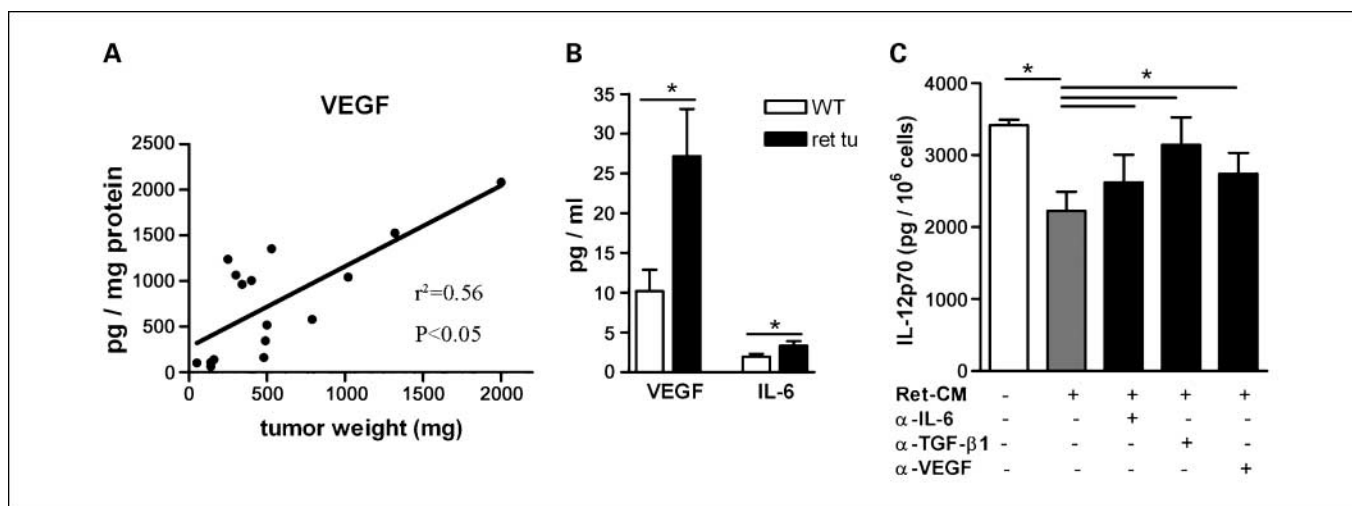 A
VEGF
pg / mg protein
2500
2000
1500
1000
500
0
r²=0.56
P<0.05
0 500 1000 1500 2000
tumor weight (mg)
B
*
WT
ret tu
pg / ml
35
30
25
20
15
10
5
0
*
VEGF IL-6
C
* *
IL-12p70 (pg / 10⁶ cells)
4000
3000
2000
1000
0
Ret-CM - + + + +
α-IL-6 - - + - -
α-TGF-β1 - - - + -
α-VEGF - - - - +